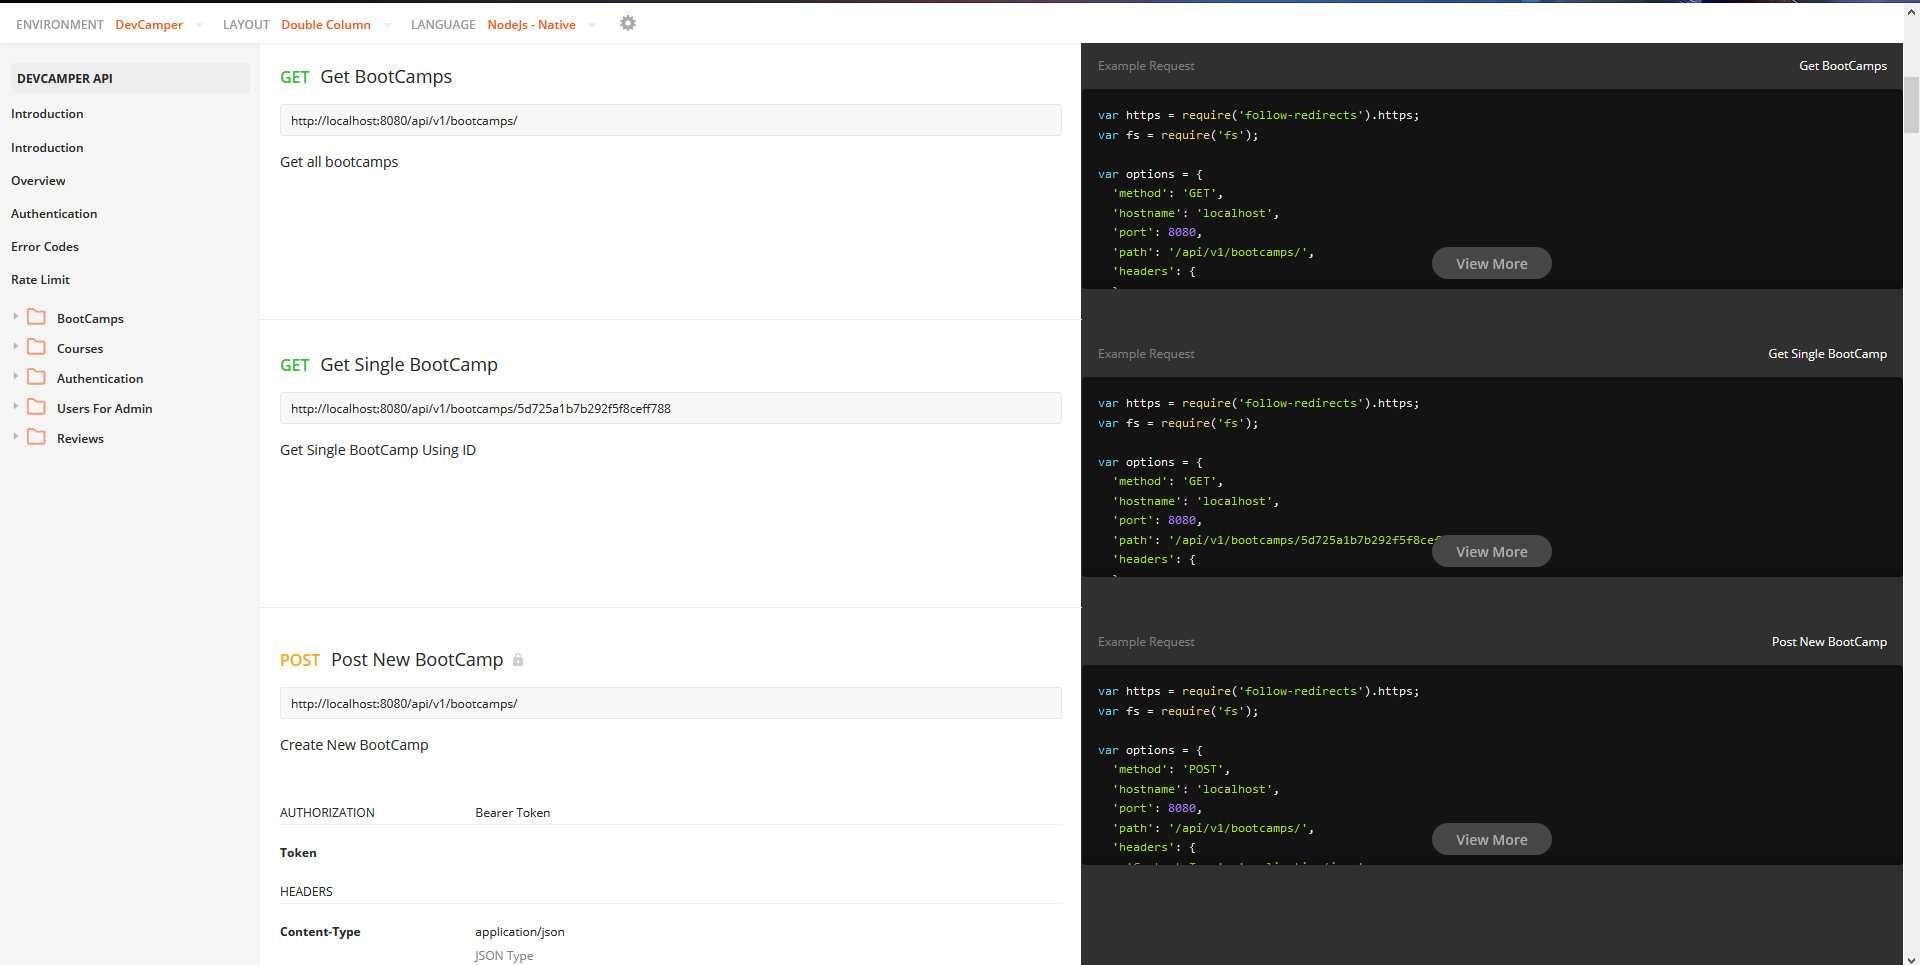 ENVIRONMENT DevCamper LAYOUT Double Column LANGUAGE NodeJs - Native
DEVCAMPER API
Introduction
Introduction
Overview
Authentication
Error Codes
Rate Limit
BootCamps
Courses
Authentication
Users For Admin
Reviews
GET Get BootCamps
http://localhost:8080/api/v1/bootcamps/
Get all bootcamps
Example Request Get BootCamps
var https = require('follow-redirects').https;
var fs = require('fs');
var options = {
'method': 'GET',
'hostname': 'localhost',
'port': 8080,
'path': '/api/v1/bootcamps/',
'headers': {
View More
GET Get Single BootCamp
http://localhost:8080/api/v1/bootcamps/5d725a1b7b292f5f8ceff788
Get Single BootCamp Using ID
Example Request Get Single BootCamp
var https = require('follow-redirects').https;
var fs = require('fs');
var options = {
'method': 'GET',
'hostname': 'localhost',
'port': 8080,
'path': '/api/v1/bootcamps/5d725a1b7b292f5f8cef
'headers': {
View More
POST Post New BootCamp
http://localhost:8080/api/v1/bootcamps/
Create New BootCamp
AUTHORIZATION Bearer Token
Token
HEADERS
Content-Type application/json
JSON Type
Example Request Post New BootCamp
var https = require('follow-redirects').https;
var fs = require('fs');
var options = {
'method': 'POST',
'hostname': 'localhost',
'port': 8080,
'path': '/api/v1/bootcamps/',
'headers': {
View More